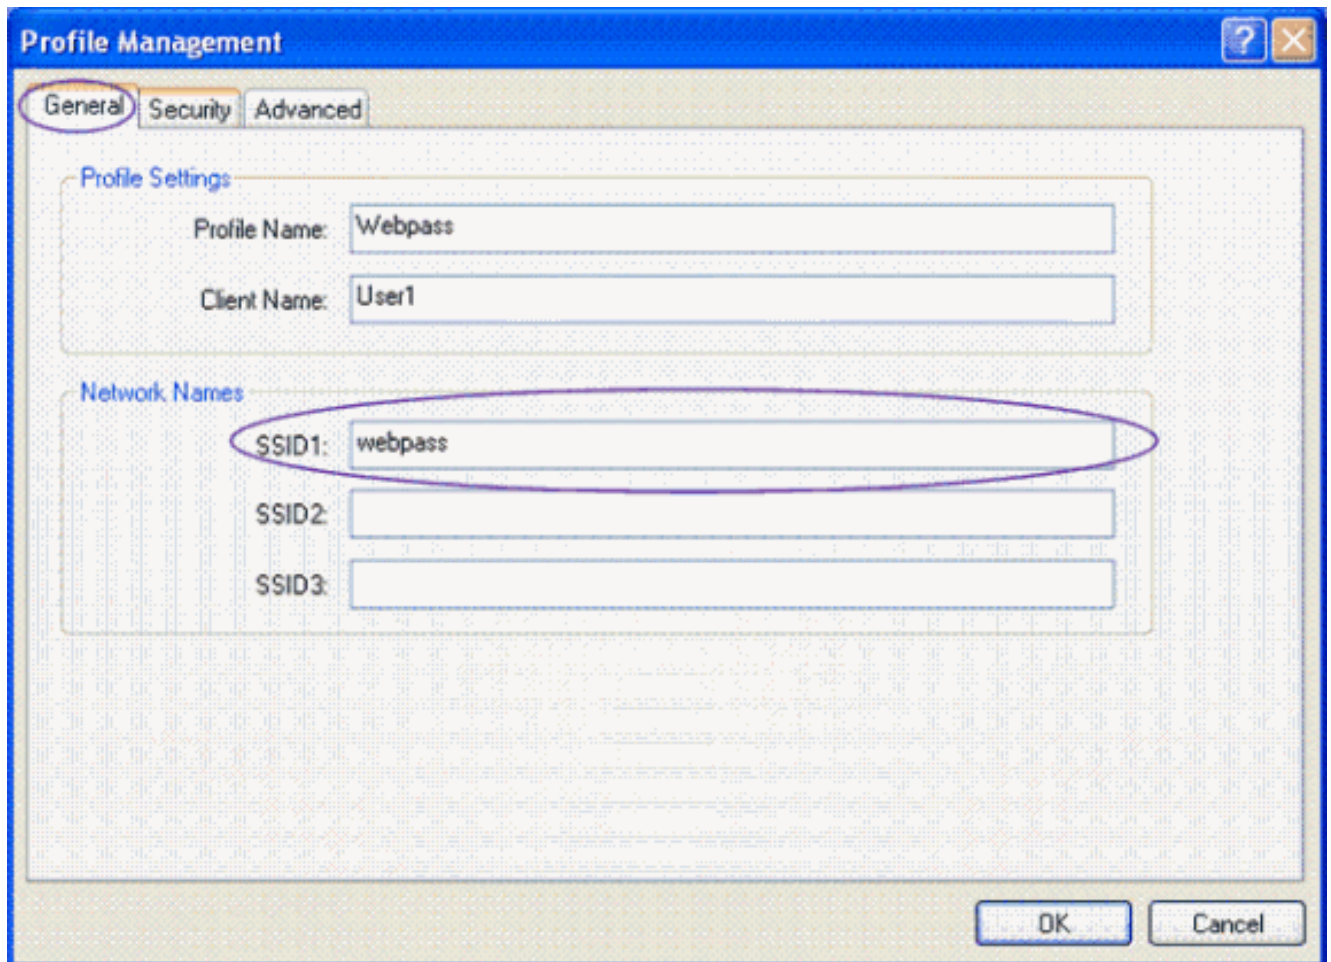 Profile Management
General Security Advanced
Profile Settings
Profile Name: Webpass
Client Name: User1
Network Names
SSID1: webpass
SSID2:
SSID3:
OK Cancel